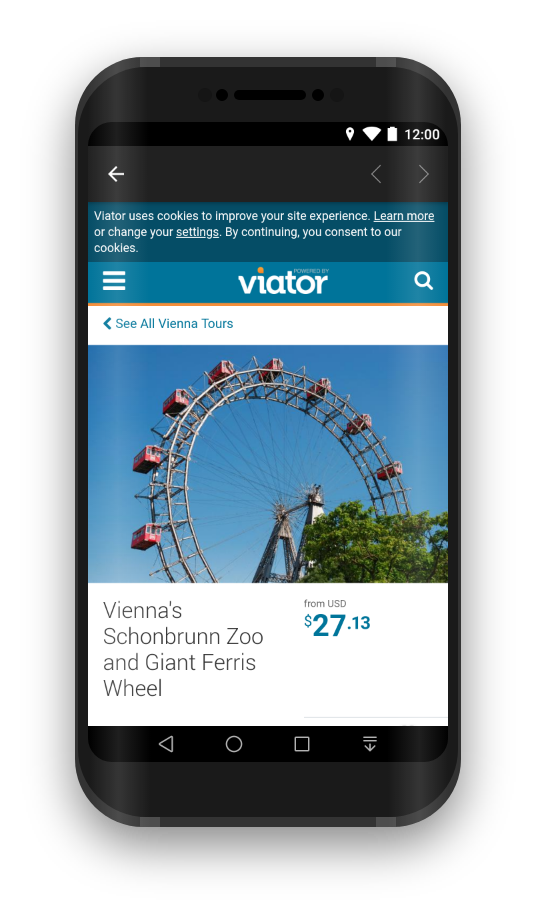 12:00
Viator uses cookies to improve your site experience. Learn more
or change your settings. By continuing, you consent to our
cookies.
POWERED BY
viator
See All Vienna Tours
Vienna's
Schonbrunn Zoo
and Giant Ferris
Wheel
from USD
$27.13